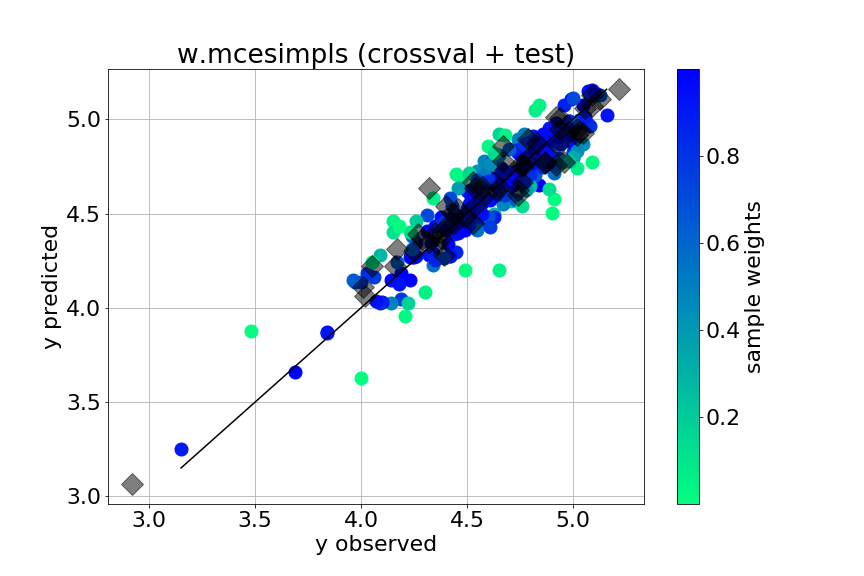 w.mcesimpls (crossval + test)
y predicted
5.0
4.5
4.0
3.5
3.0
3.0 3.5 4.0 4.5 5.0
y observed
0.8
0.6
0.4
0.2
sample weights